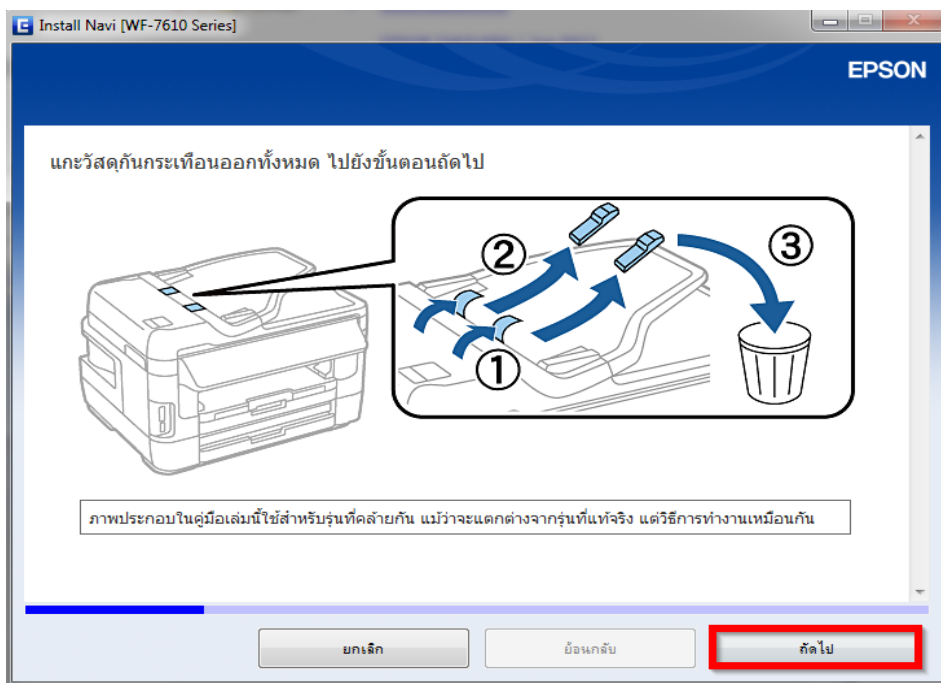 Install Navi [WF-7610 Series]
EPSON
แกะวัสดุกันกระเทือนออกทั้งหมด ไปยังขั้นตอนถัดไป
②
③
①
ภาพประกอบในคู่มือเล่มนี้ใช้สำหรับรุ่นที่คล้ายกัน แม้ว่าจะแตกต่างจากรุ่นที่แท้จริง แต่วิธีการทำงานเหมือนกัน
ยกเลิก
ย้อนกลับ
ถัดไป